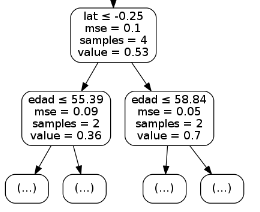 lat ≤ -0.25
mse = 0.1
samples = 4
value = 0.53
edad ≤ 55.39
mse = 0.09
samples = 2
value = 0.36
edad ≤ 58.84
mse = 0.05
samples = 2
value = 0.7
(...)
(...)
(...)
(...)